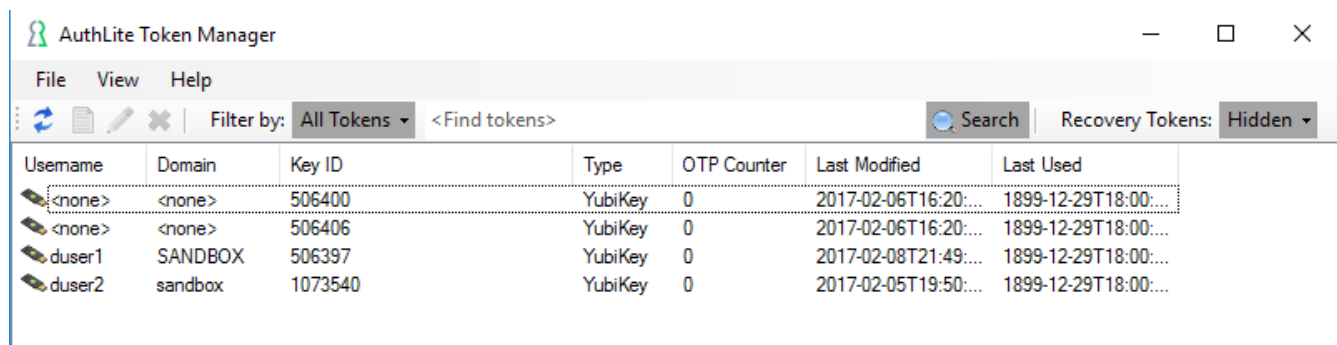 AuthLite Token Manager
File View Help
Filter by: All Tokens <Find tokens> Search Recovery Tokens: Hidden
Username Domain Key ID Type OTP Counter Last Modified Last Used
<none> <none> 506400 YubiKey 0 2017-02-06T16:20:... 1899-12-29T18:00:...
<none> <none> 506406 YubiKey 0 2017-02-06T16:20:... 1899-12-29T18:00:...
duser1 SANDBOX 506397 YubiKey 0 2017-02-08T21:49:... 1899-12-29T18:00:...
duser2 sandbox 1073540 YubiKey 0 2017-02-05T19:50:... 1899-12-29T18:00:...